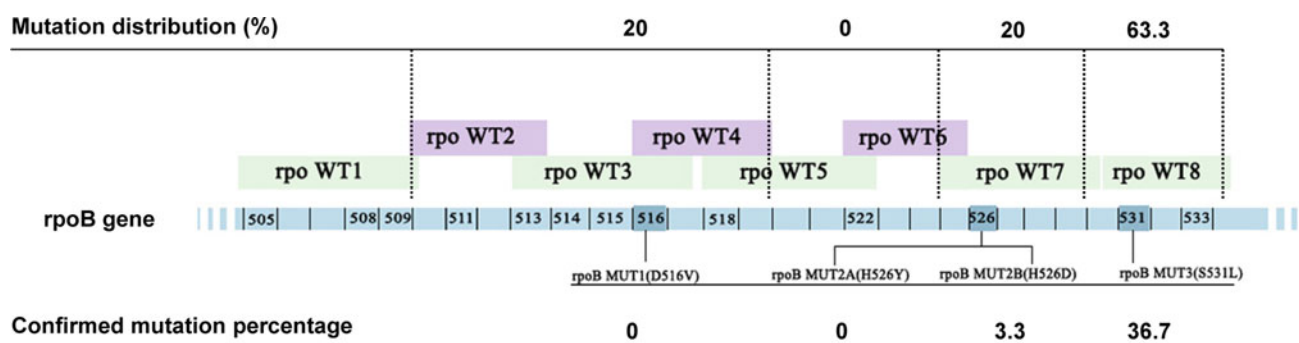 Mutation distribution (%) 20 0 20 63.3
rpo WT2 rpo WT4 rpo WT6
rpo WT1 rpo WT3 rpo WT5 rpo WT7 rpo WT8
rpoB gene 505 508 509 511 513 514 515 516 518 522 526 531 533
rpoB MUT1(D516V) rpoB MUT2A(H526Y) rpoB MUT2B(H526D) rpoB MUT3(S531L)
Confirmed mutation percentage 0 0 3.3 36.7